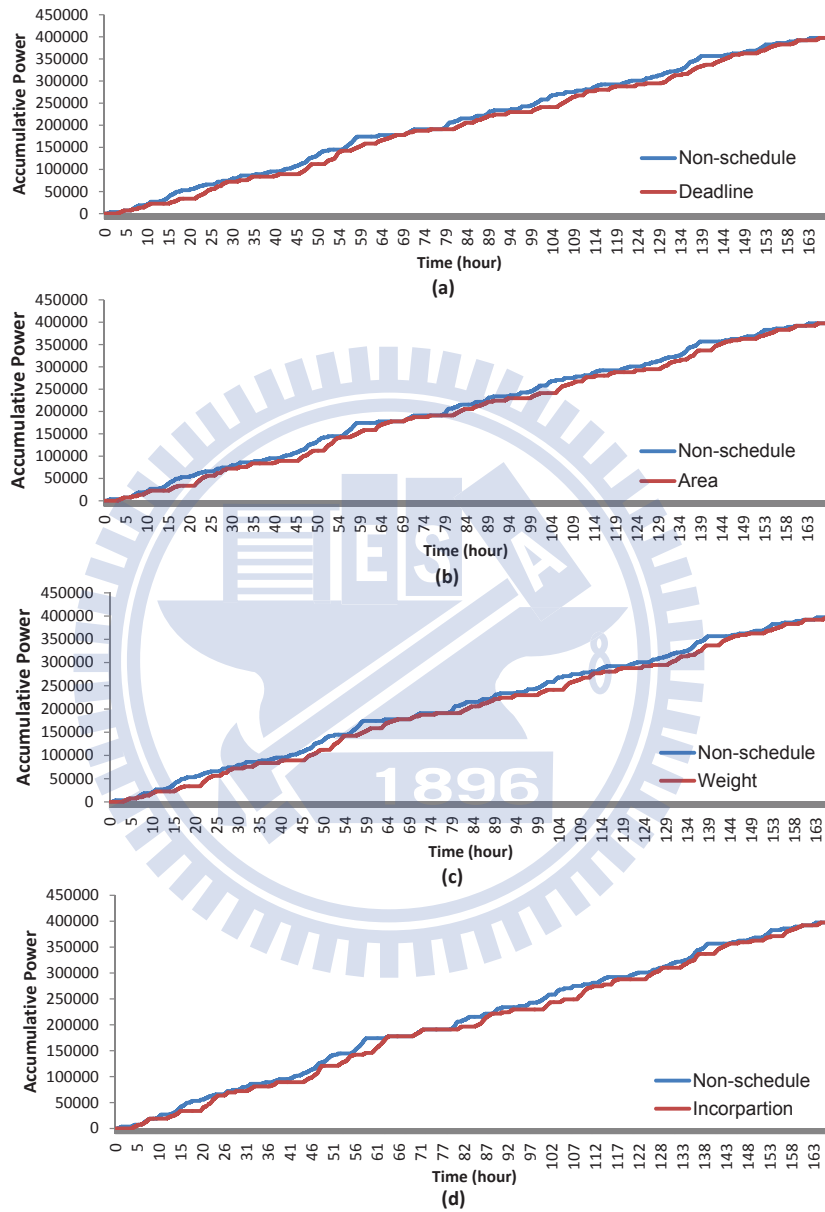 450000
400000
350000
300000
250000
200000
150000
100000
50000
0
Accumulative Power
Non-schedule
Deadline
0 5 10 15 20 25 30 35 40 45 50 54 59 64 69 74 79 84 89 94 99 104 109 114 119 124 129 134 139 144 149 153 158 163
Time (hour)
(a)
450000
400000
350000
300000
250000
200000
150000
100000
50000
0
Accumulative Power
Non-schedule
Area
0 5 10 15 20 25 30 35 40 45 50 54 59 64 69 74 79 84 89 94 99 104 109 114 119 124 129 134 139 144 149 153 158 163
Time (hour)
(b)
E S A
450000
400000
350000
300000
250000
200000
150000
100000
50000
0
Accumulative Power
Non-schedule
Weight
1896
0 5 10 15 20 25 30 35 40 45 50 54 59 64 69 74 79 84 89 94 99 104 109 114 119 124 129 134 139 144 149 153 158 163
Time (hour)
(c)
450000
400000
350000
300000
250000
200000
150000
100000
50000
0
Accumulative Power
Non-schedule
Incorpartion
0 5 10 15 20 26 31 36 41 46 51 56 61 66 71 77 82 87 92 97 102 107 112 117 122 128 133 138 143 148 153 158 163
Time (hour)
(d)